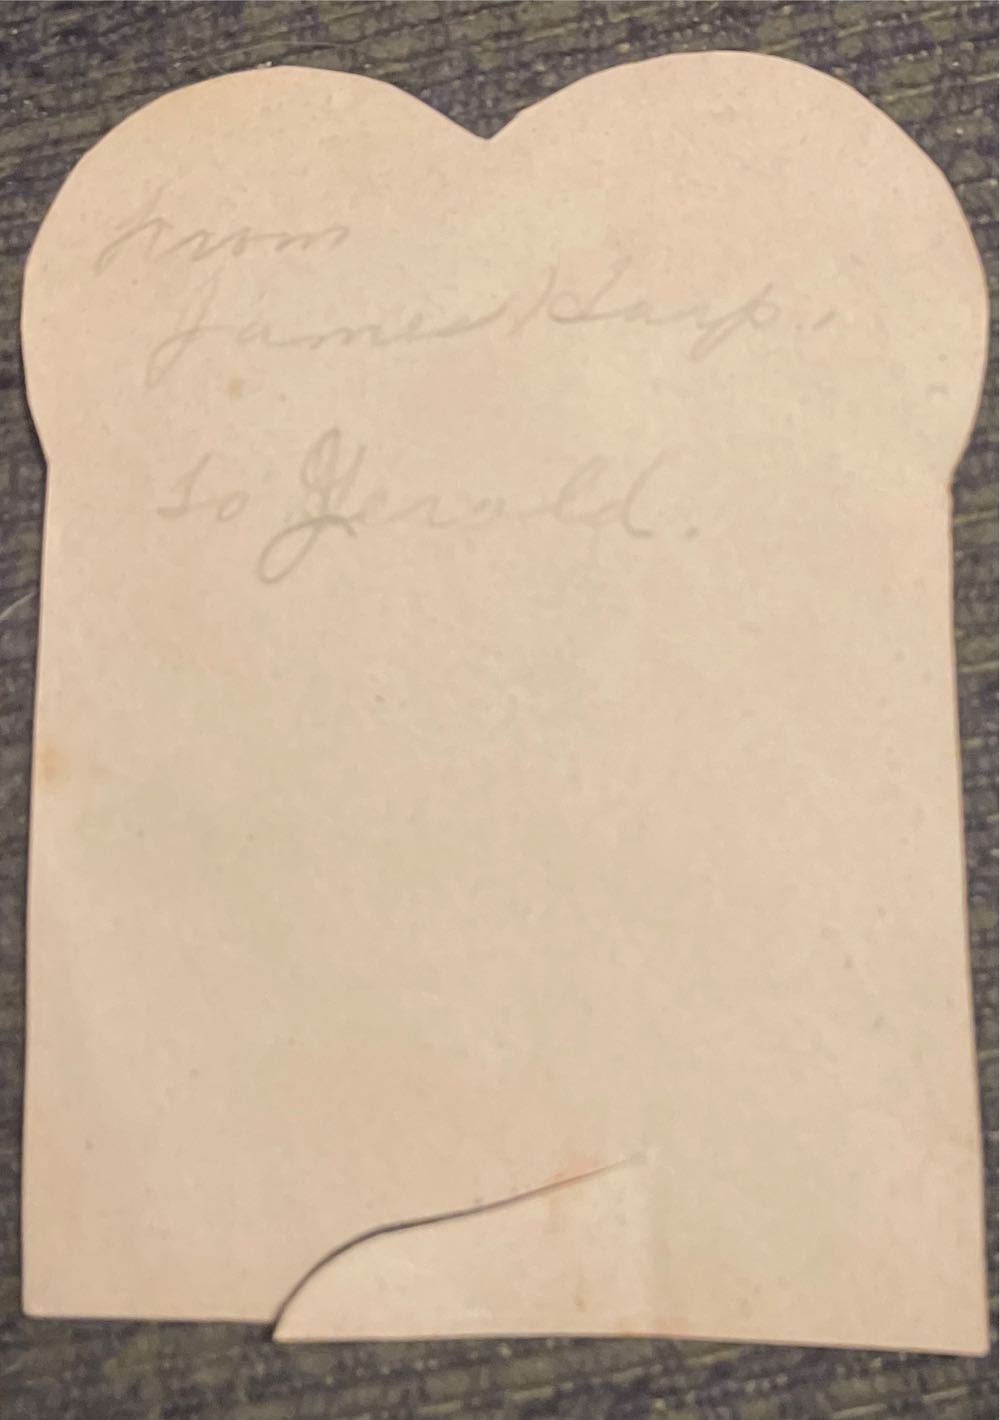 From
James Harp.
To Jerold.